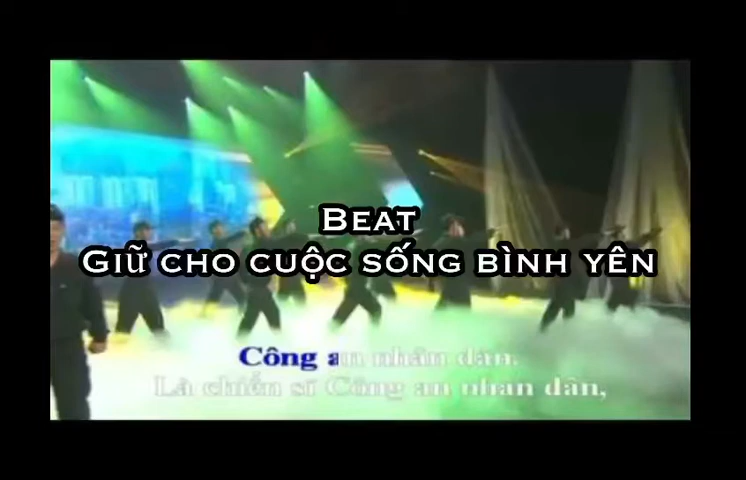 Beat
Giữ cho cuộc sống bình yên
Công an nhân dân.
Là chiến sĩ Công an nhân dân,